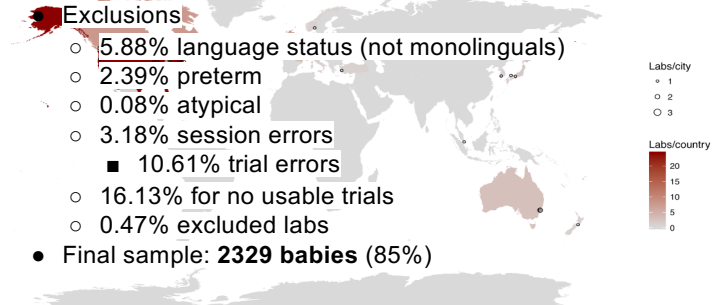 ● Exclusions
○ 5.88% language status (not monolinguals)
○ 2.39% preterm
○ 0.08% atypical
○ 3.18% session errors
■ 10.61% trial errors
○ 16.13% for no usable trials
○ 0.47% excluded labs
● Final sample: 2329 babies (85%)
Labs/city
1
2
3
Labs/country
20
15
10
5
0